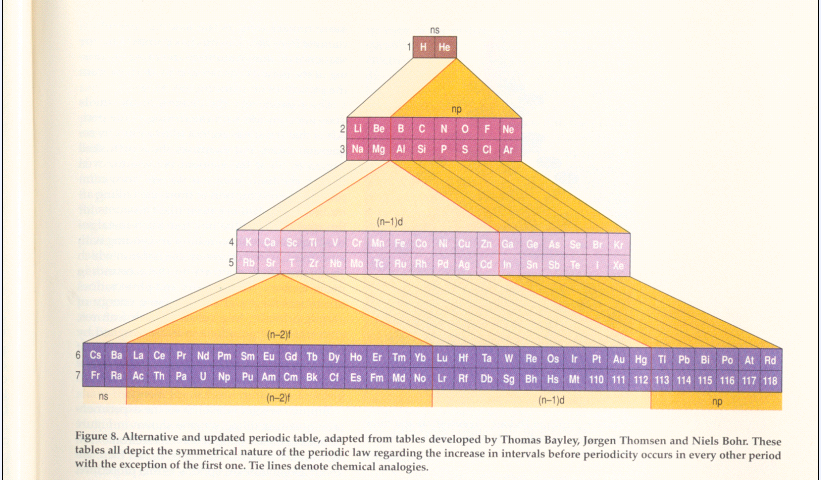 ns
1 H He
np
2 Li Be B C N O F Ne
3 Na Mg Al Si P S Cl Ar
(n–1)d
4 K Ca Sc Ti V Cr Mn Fe Co Ni Cu Zn Ga Ge As Se Br Kr
5 Rb Sr T Zr Nb Mo Tc Ru Rh Pd Ag Cd In Sn Sb Te I Xe
(n–2)f
6 Cs Ba La Ce Pr Nd Pm Sm Eu Gd Tb Dy Ho Er Tm Yb Lu Hf Ta W Re Os Ir Pt Au Hg Tl Pb Bi Po At Rd
7 Fr Ra Ac Th Pa U Np Pu Am Cm Bk Cf Es Fm Md No Lr Rf Db Sg Bh Hs Mt 110 111 112 113 114 115 116 117 118
ns (n–2)f (n–1)d np
Figure 8. Alternative and updated periodic table, adapted from tables developed by Thomas Bayley, Jørgen Thomsen and Niels Bohr. These
tables all depict the symmetrical nature of the periodic law regarding the increase in intervals before periodicity occurs in every other period
with the exception of the first one. Tie lines denote chemical analogies.